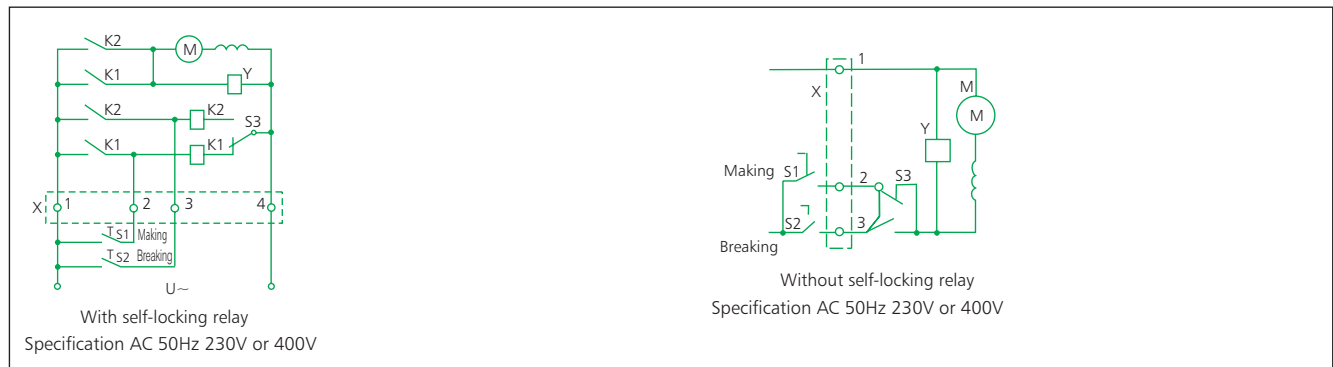 K2
M
K1
Y
K2
K2
S3
K1
K1
X 1 2 3 4
T S1 Making
T S2 Breaking
U~
With self-locking relay
Specification AC 50Hz 230V or 400V
1
X
M
M
Y
Making S1
2 S3
S2 3
Breaking
Without self-locking relay
Specification AC 50Hz 230V or 400V